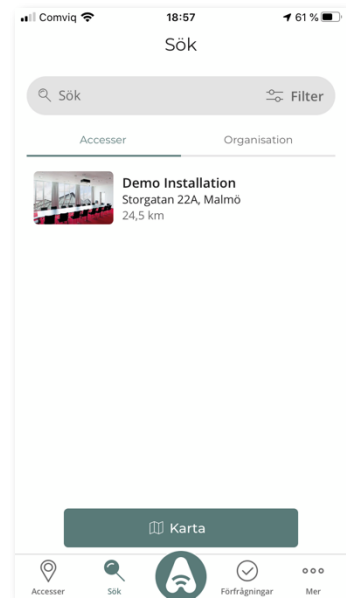 Comviq 18:57 61 %
Sök
Sök Filter
Accesser Organisation
Demo Installation
Storgatan 22A, Malmö
24,5 km
Karta
Accesser Sök Förfrågningar Mer